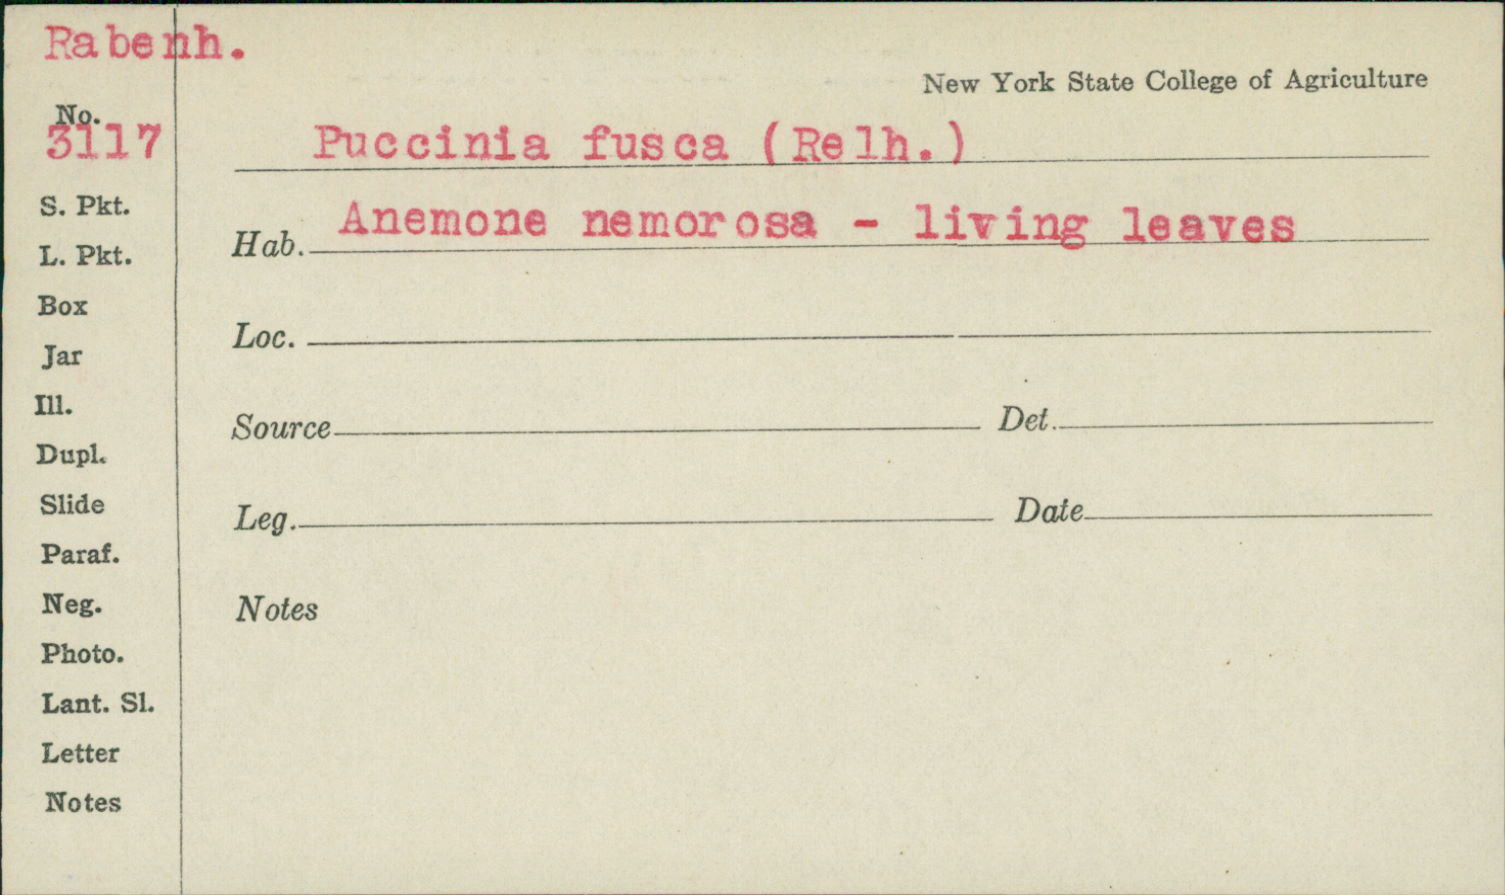 Rabenh.
New York State College of Agriculture
No.
3117
Puccinia fusca (Relh.)
Hab. Anemone nemorosa - living leaves
Loc.
Source Det.
Leg. Date
Notes
S. Pkt.
L. Pkt.
Box
Jar
Ill.
Dupl.
Slide
Paraf.
Neg.
Photo.
Lant. Sl.
Letter
Notes